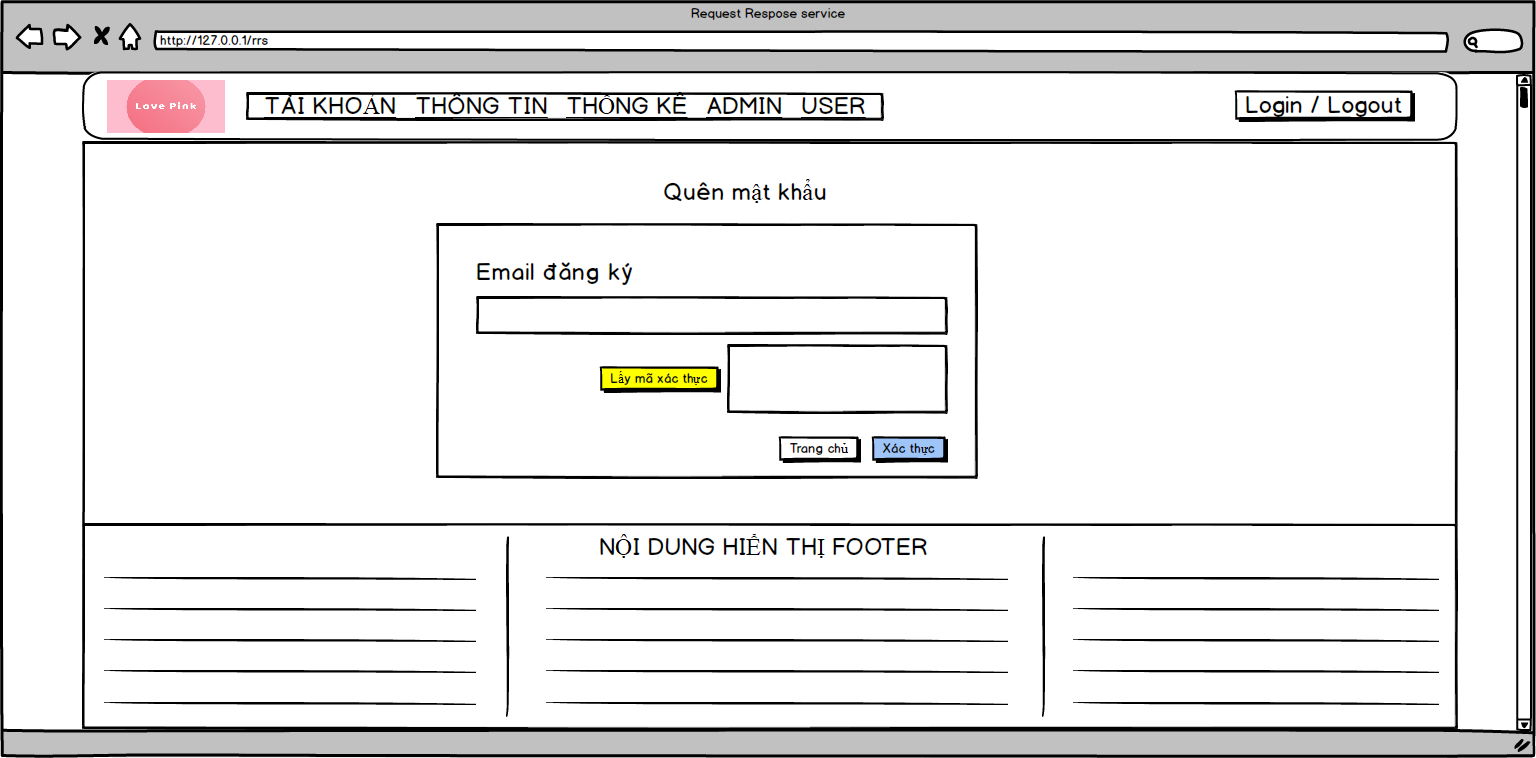 Request Respose service
http://127.0.0.1/rrs
Love Pink
TÀI KHOẢN THÔNG TIN THỐNG KÊ ADMIN USER
Login / Logout
Quên mật khẩu
Email đăng ký
Lấy mã xác thực
Trang chủ
Xác thực
NỘI DUNG HIỂN THỊ FOOTER